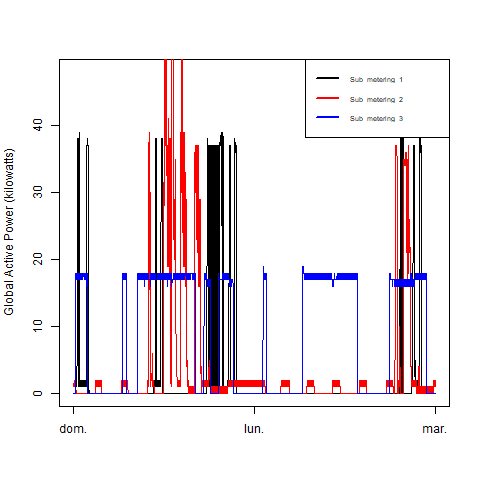 Sub metering 1
Sub metering 2
Sub metering 3
Global Active Power (kilowatts)
40
30
20
10
0
dom. lun. mar.